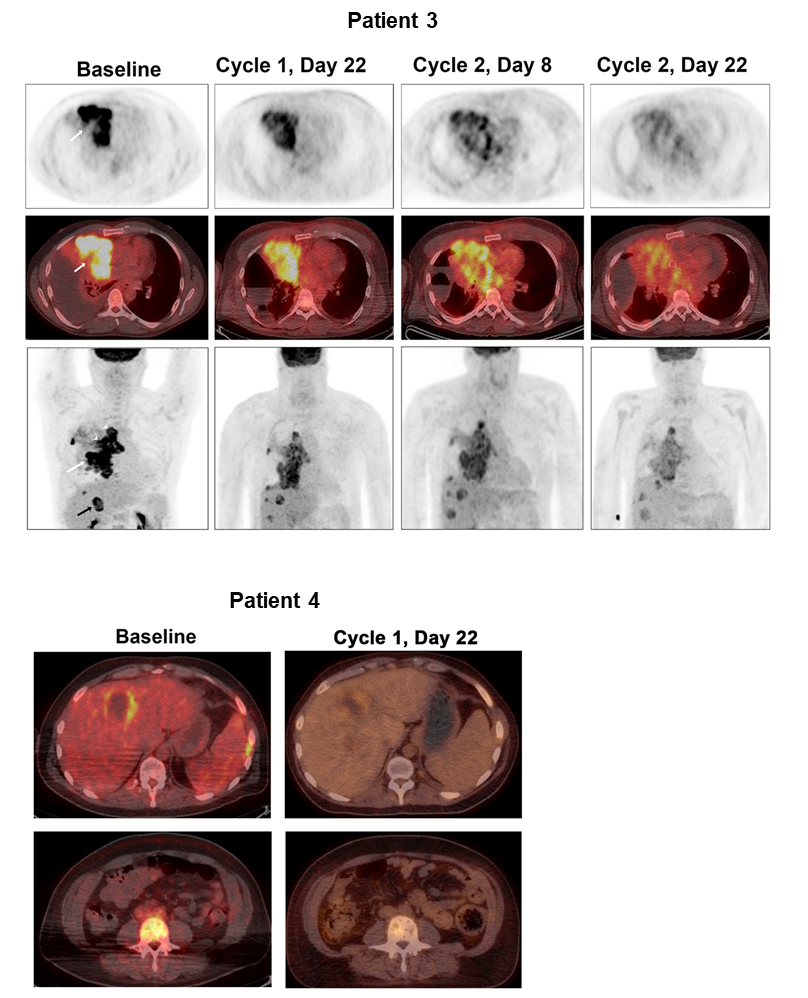 Patient 3
Baseline
Cycle 1, Day 22
Cycle 2, Day 8
Cycle 2, Day 22
Patient 4
Baseline
Cycle 1, Day 22